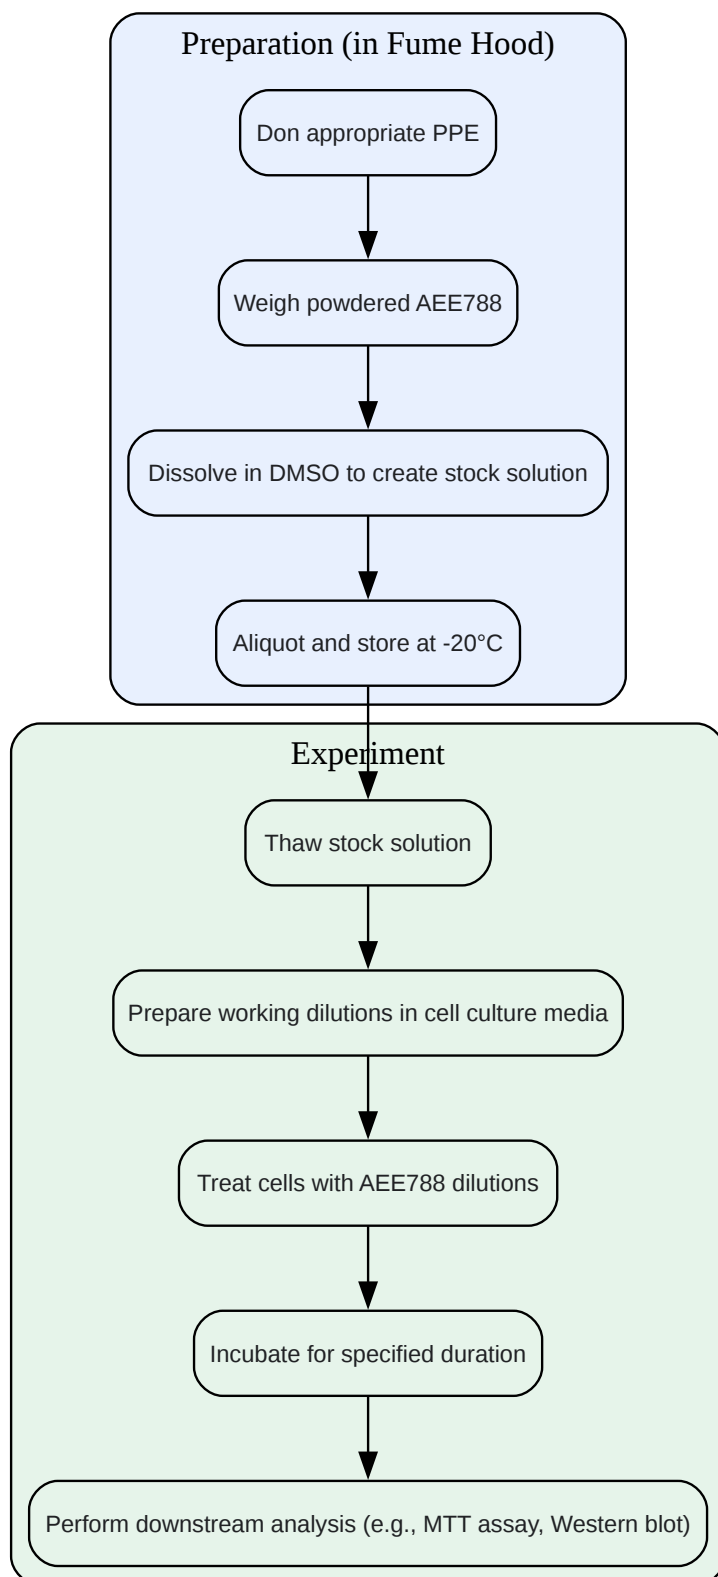 Preparation (in Fume Hood)
Don appropriate PPE
Weigh powdered AEE788
Dissolve in DMSO to create stock solution
Aliquot and store at -20°C
Experiment
Thaw stock solution
Prepare working dilutions in cell culture media
Treat cells with AEE788 dilutions
Incubate for specified duration
Perform downstream analysis (e.g., MTT assay, Western blot)